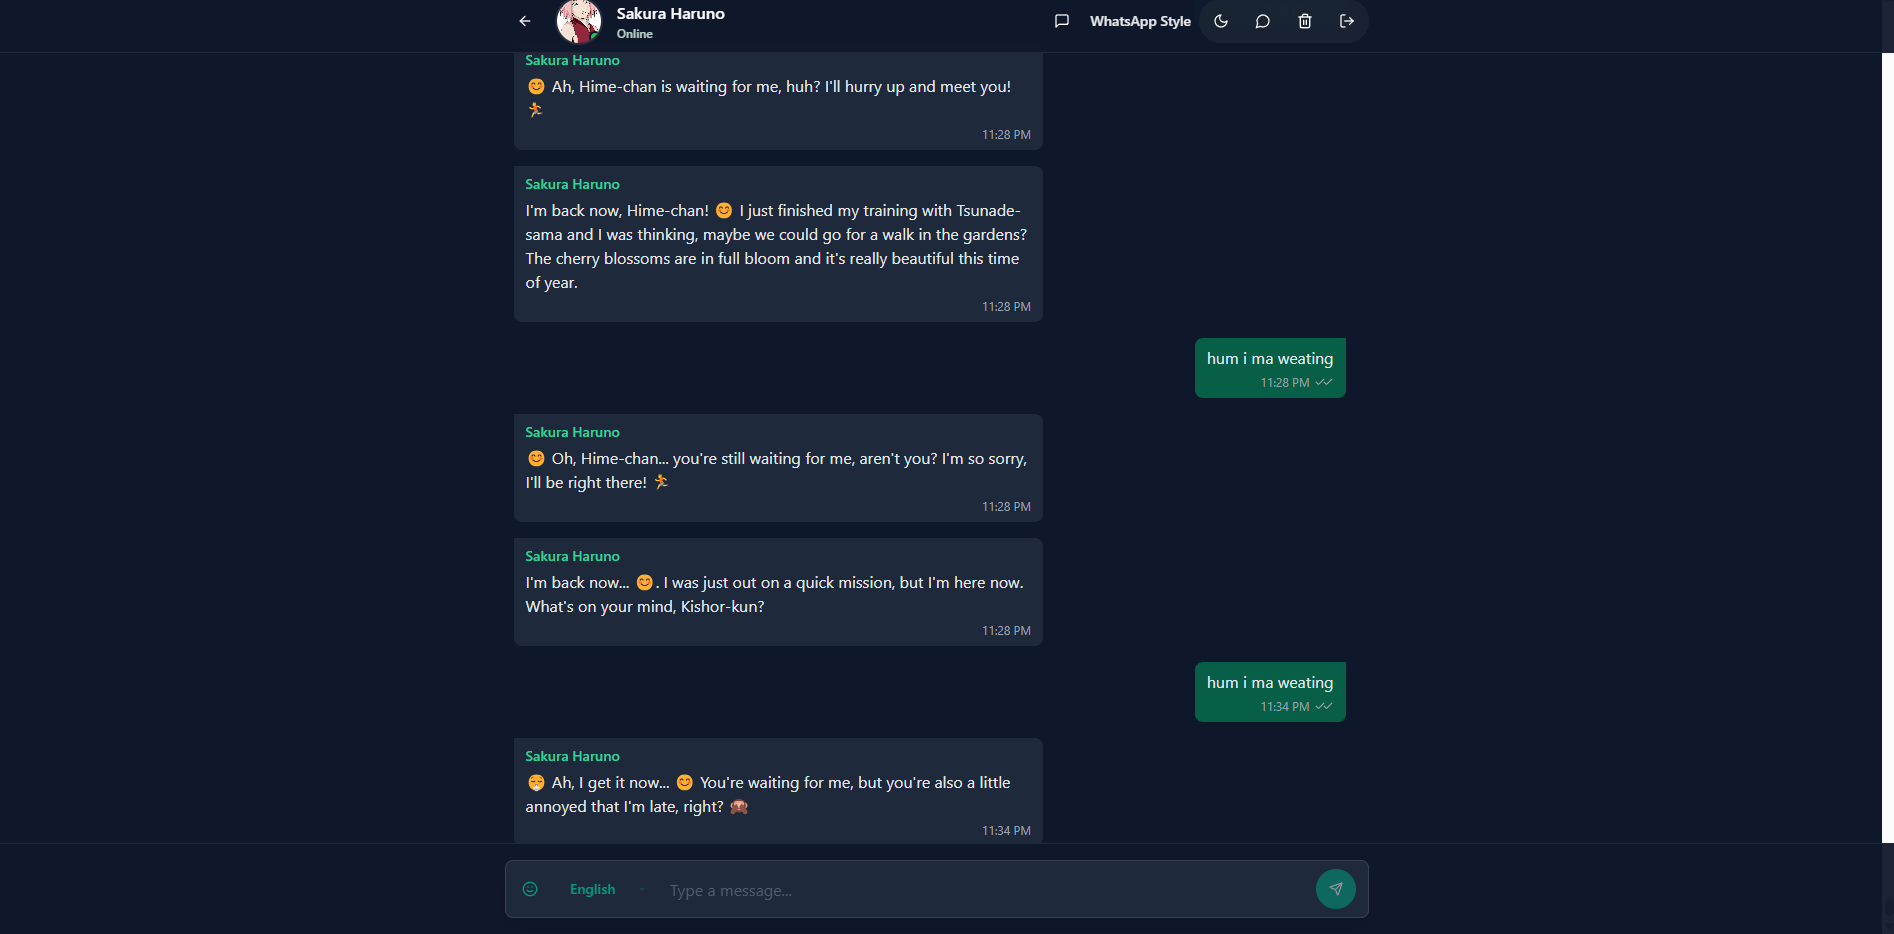 Sakura Haruno
Online
WhatsApp Style
Sakura Haruno
😊 Ah, Hime-chan is waiting for me, huh? I'll hurry up and meet you!
🏃
11:28 PM
Sakura Haruno
I'm back now, Hime-chan! 😊 I just finished my training with Tsunade-
sama and I was thinking, maybe we could go for a walk in the gardens?
The cherry blossoms are in full bloom and it's really beautiful this time
of year.
11:28 PM
hum i ma weating
11:28 PM
Sakura Haruno
😊 Oh, Hime-chan... you're still waiting for me, aren't you? I'm so sorry,
I'll be right there! 🏃
11:28 PM
Sakura Haruno
I'm back now... 😊. I was just out on a quick mission, but I'm here now.
What's on your mind, Kishor-kun?
11:28 PM
hum i ma weating
11:34 PM
Sakura Haruno
😤 Ah, I get it now... 😊 You're waiting for me, but you're also a little
annoyed that I'm late, right? 🙈
11:34 PM
English
Type a message...